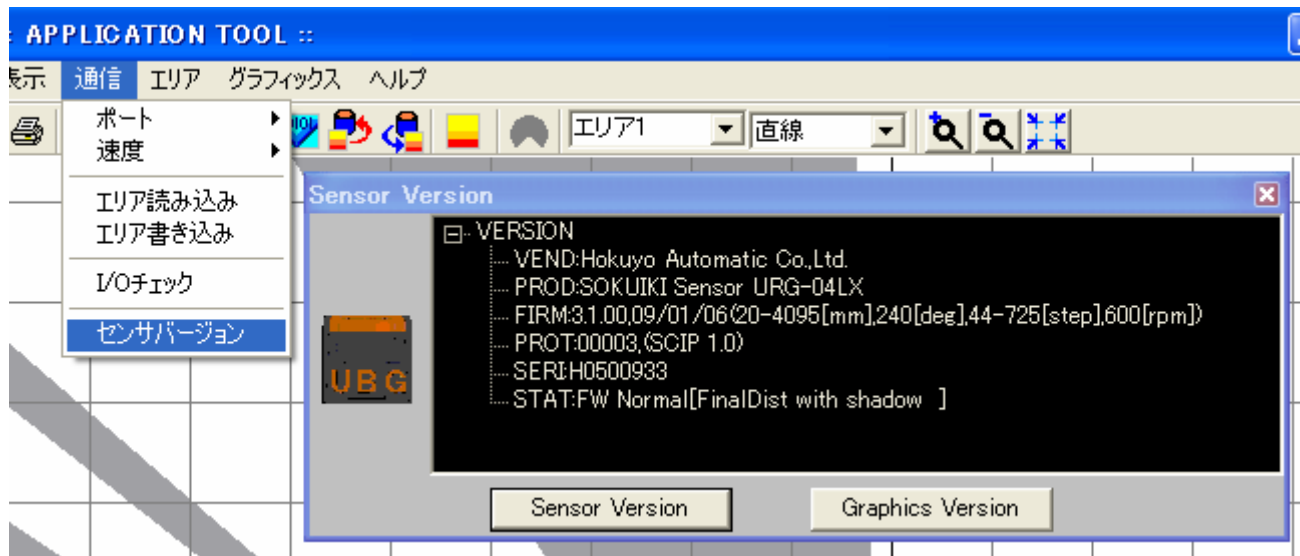 : APPLICATION TOOL ::
表示 通信 エリア グラフィックス ヘルプ
ポート
速度
エリア読み込み
エリア書き込み
I/Oチェック
センサバージョン
エリア1 直線
Sensor Version
VERSION
VEND:Hokuyo Automatic Co.,Ltd.
PROD:SOKUIKI Sensor URG-04LX
FIRM:3.1.00,09/01/06(20-4095[mm],240[deg],44-725[step],600[rpm])
PROT:00003,(SCIP 1.0)
SERI:H0500933
STAT:FW Normal[FinalDist with shadow  ]
UBG
Sensor Version Graphics Version